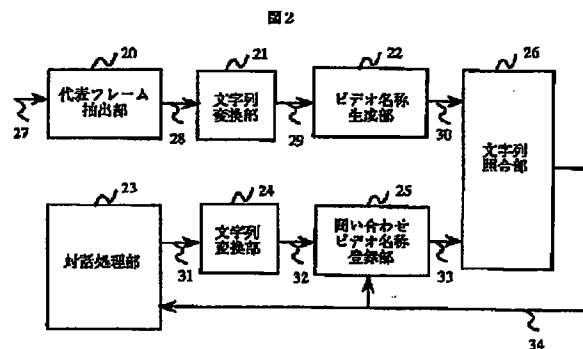 図2
20
代表フレーム
抽出部
21
文字列
変換部
22
ビデオ名称
生成部
26
文字列
照合部
27
28
29
30
23
対話処理部
24
文字列
変換部
25
問い合わせ
ビデオ名称
登録部
31
32
33
34